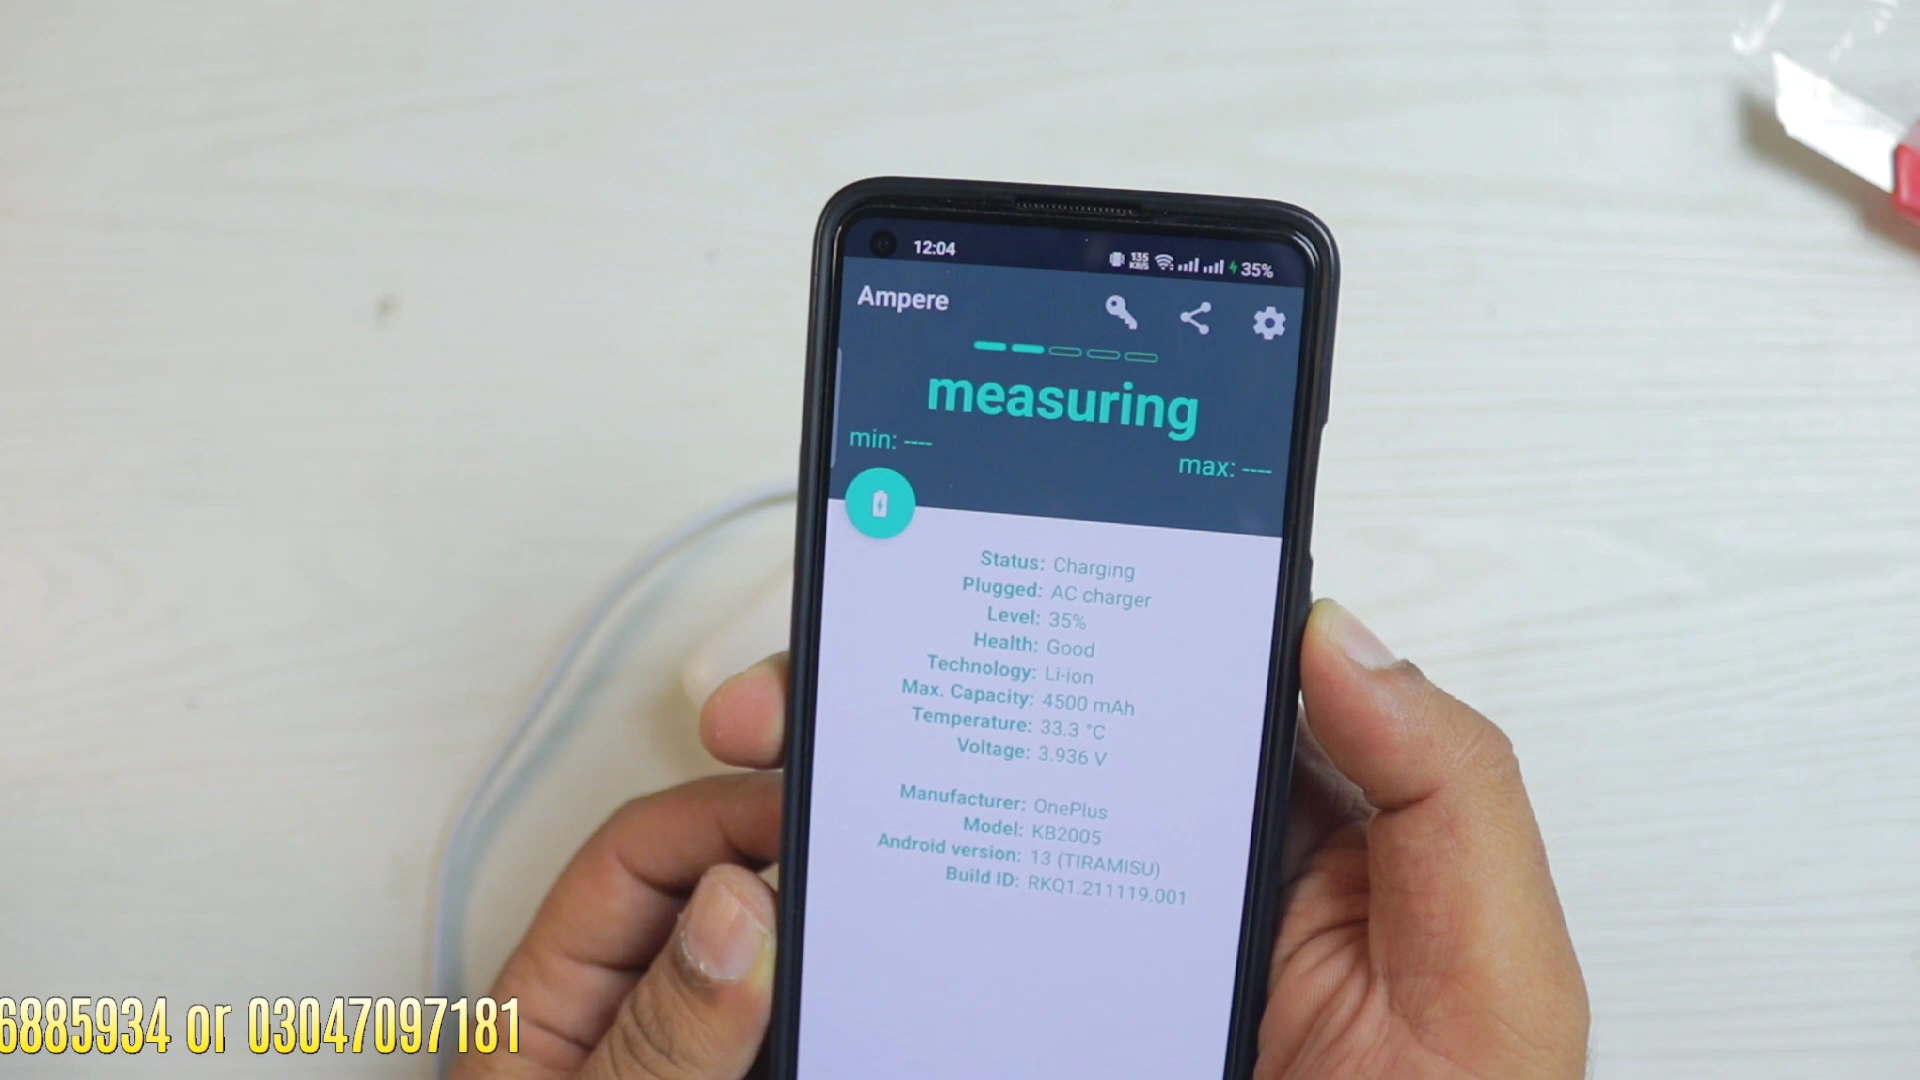 12:04 135 KB/S 35%
Ampere
measuring
min: ----
max: ----
Status: Charging
Plugged: AC charger
Level: 35%
Health: Good
Technology: Li-ion
Max. Capacity: 4500 mAh
Temperature: 33.3 °C
Voltage: 3.936 V
Manufacturer: OnePlus
Model: KB2005
Android version: 13 (TIRAMISU)
Build ID: RKQ1.211119.001
6885934 or 03047097181